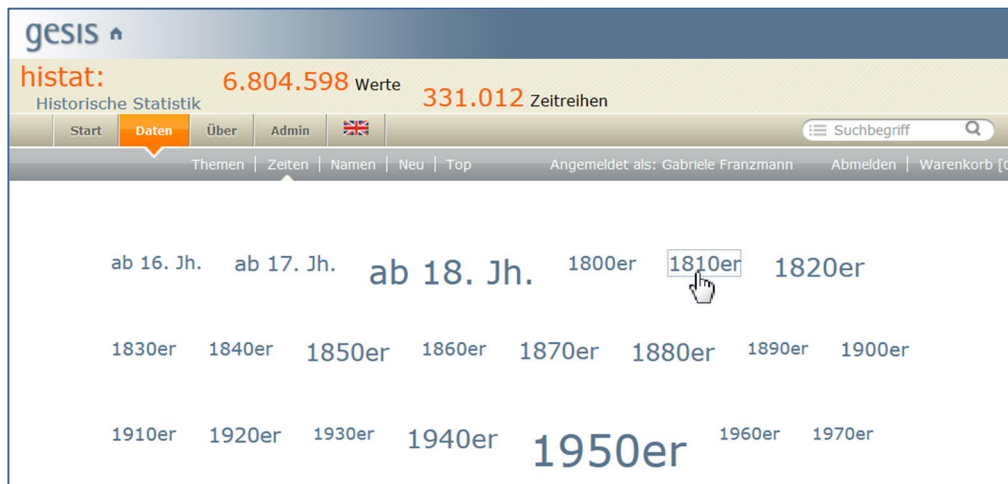 gesis
histat: 6.804.598 Werte 331.012 Zeitreihen
Historische Statistik
Start Daten Über Admin Suchbegriff
Themen | Zeiten | Namen | Neu | Top Angemeldet als: Gabriele Franzmann Abmelden | Warenkorb [
ab 16. Jh. ab 17. Jh. ab 18. Jh. 1800er 1810er 1820er
1830er 1840er 1850er 1860er 1870er 1880er 1890er 1900er
1910er 1920er 1930er 1940er 1950er 1960er 1970er